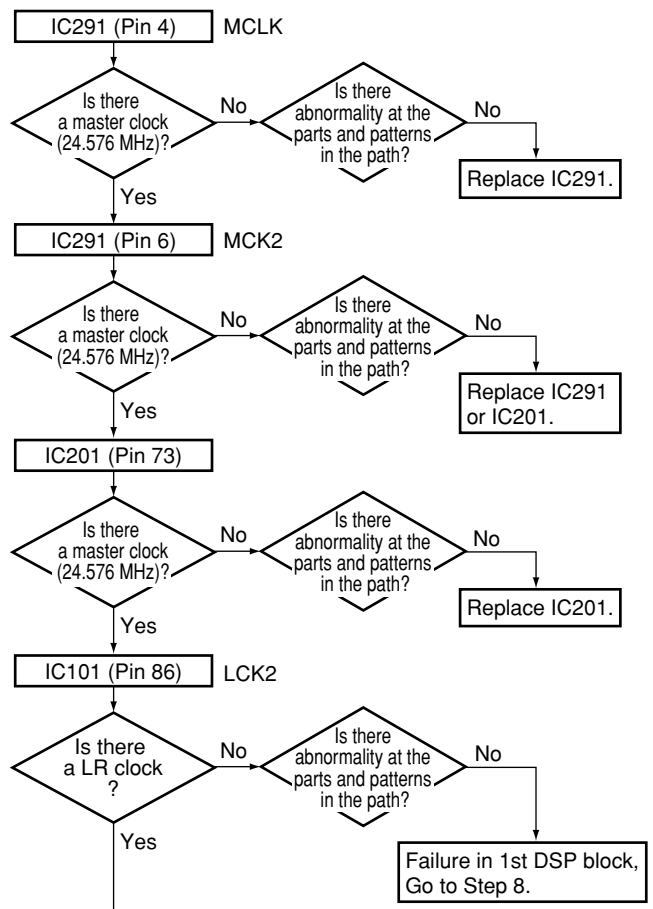 IC291 (Pin 4) MCLK
Is there
a master clock
(24.576 MHz)?
No
Is there
abnormality at the
parts and patterns
in the path?
No
Replace IC291.
Yes
IC291 (Pin 6) MCK2
Is there
a master clock
(24.576 MHz)?
No
Is there
abnormality at the
parts and patterns
in the path?
No
Replace IC291
or IC201.
Yes
IC201 (Pin 73)
Is there
a master clock
(24.576 MHz)?
No
Is there
abnormality at the
parts and patterns
in the path?
No
Replace IC201.
Yes
IC101 (Pin 86) LCK2
Is there
a LR clock
?
No
Is there
abnormality at the
parts and patterns
in the path?
No
Failure in 1st DSP block,
Go to Step 8.
Yes